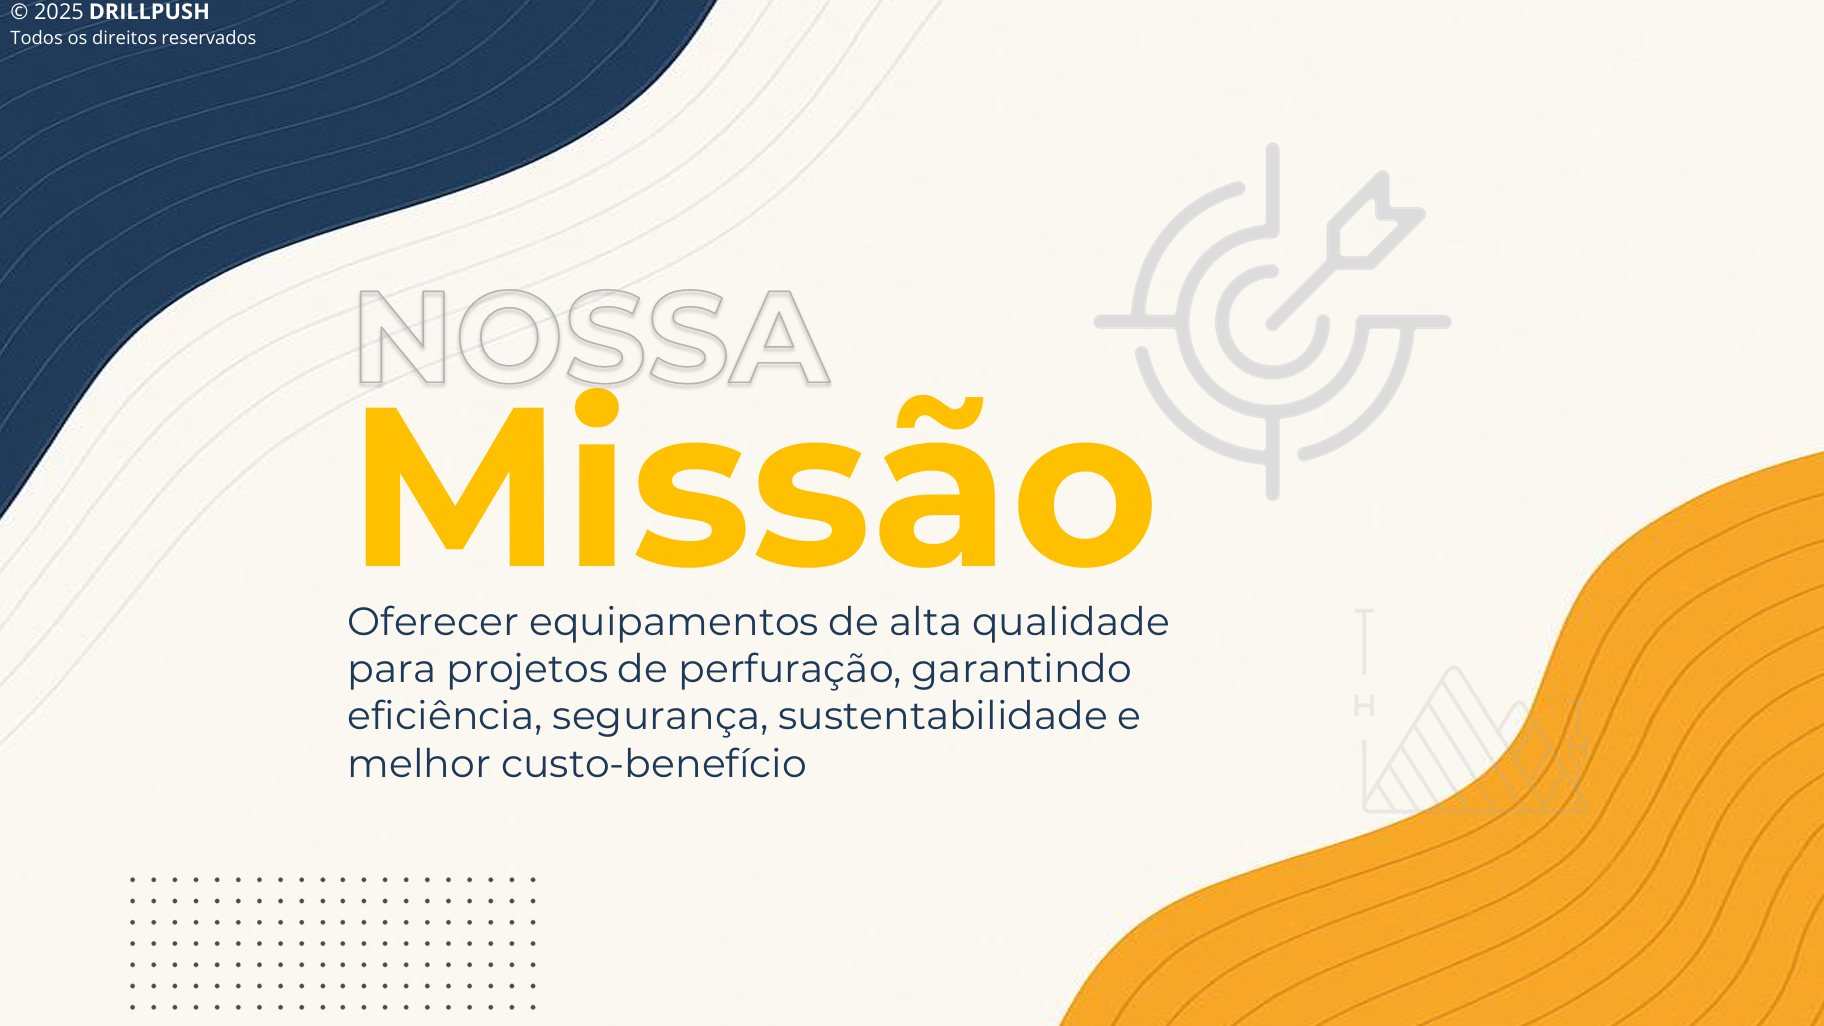 © 2025 DRILLPUSH
Todos os direitos reservados
NOSSA
Missão
Oferecer equipamentos de alta qualidade
para projetos de perfuração, garantindo
eficiência, segurança, sustentabilidade e
melhor custo-benefício
T
H